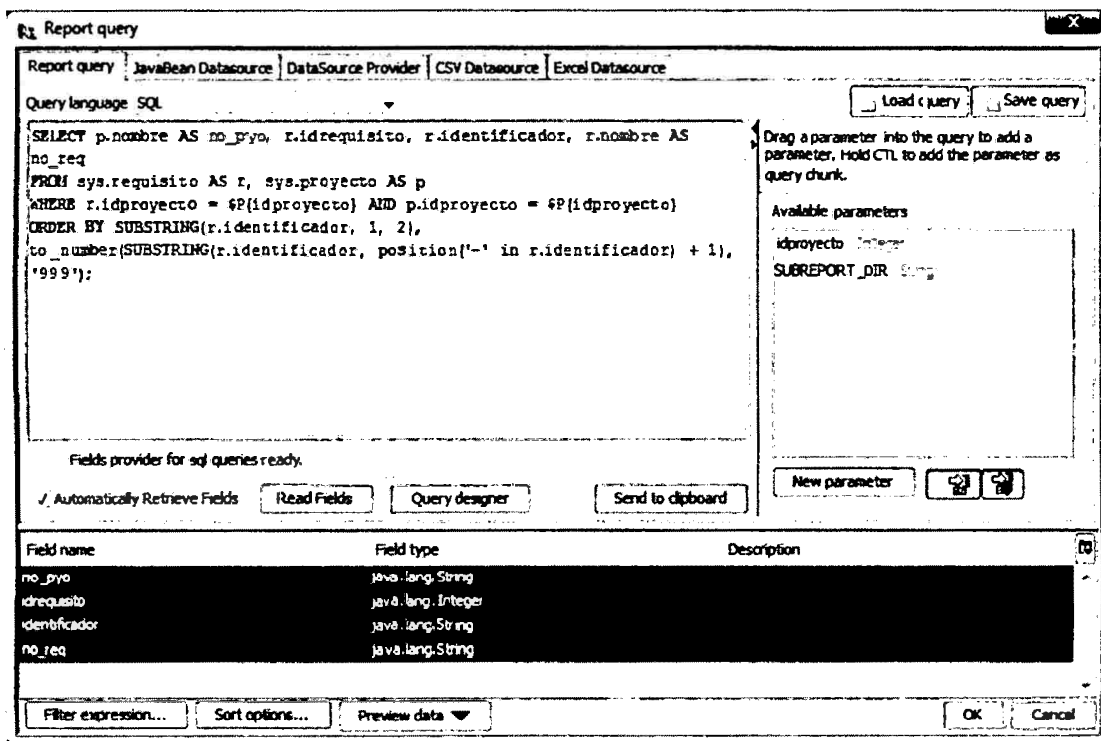 Report query
X
Report query JavaBean Datasource DataSource Provider CSV Datasource Excel Datasource
Query language SQL
Load query Save query
SELECT p.nombre AS no_pyo, r.idrequisito, r.identificador, r.nombre AS
no_req
FROM sys.requisito AS r, sys.proyecto AS p
WHERE r.idproyecto = $P{idproyecto} AND p.idproyecto = $P{idproyecto}
ORDER BY SUBSTRING(r.identificador, 1, 2),
to_number(SUBSTRING(r.identificador, position('-' in r.identificador) + 1),
'999');
Drag a parameter into the query to add a
parameter. Hold CTL to add the parameter as
query chunk.
Available parameters
idproyecto Integer
SUBREPORT_DIR String
Fields provider for sql queries ready.
Automatically Retrieve Fields Read Fields Query designer Send to clipboard
New parameter
Field name Field type Description
no_pyo java.lang.String
idrequisito java.lang.Integer
identificador java.lang.String
no_req java.lang.String
Filter expression... Sort options... Preview data OK Cancel